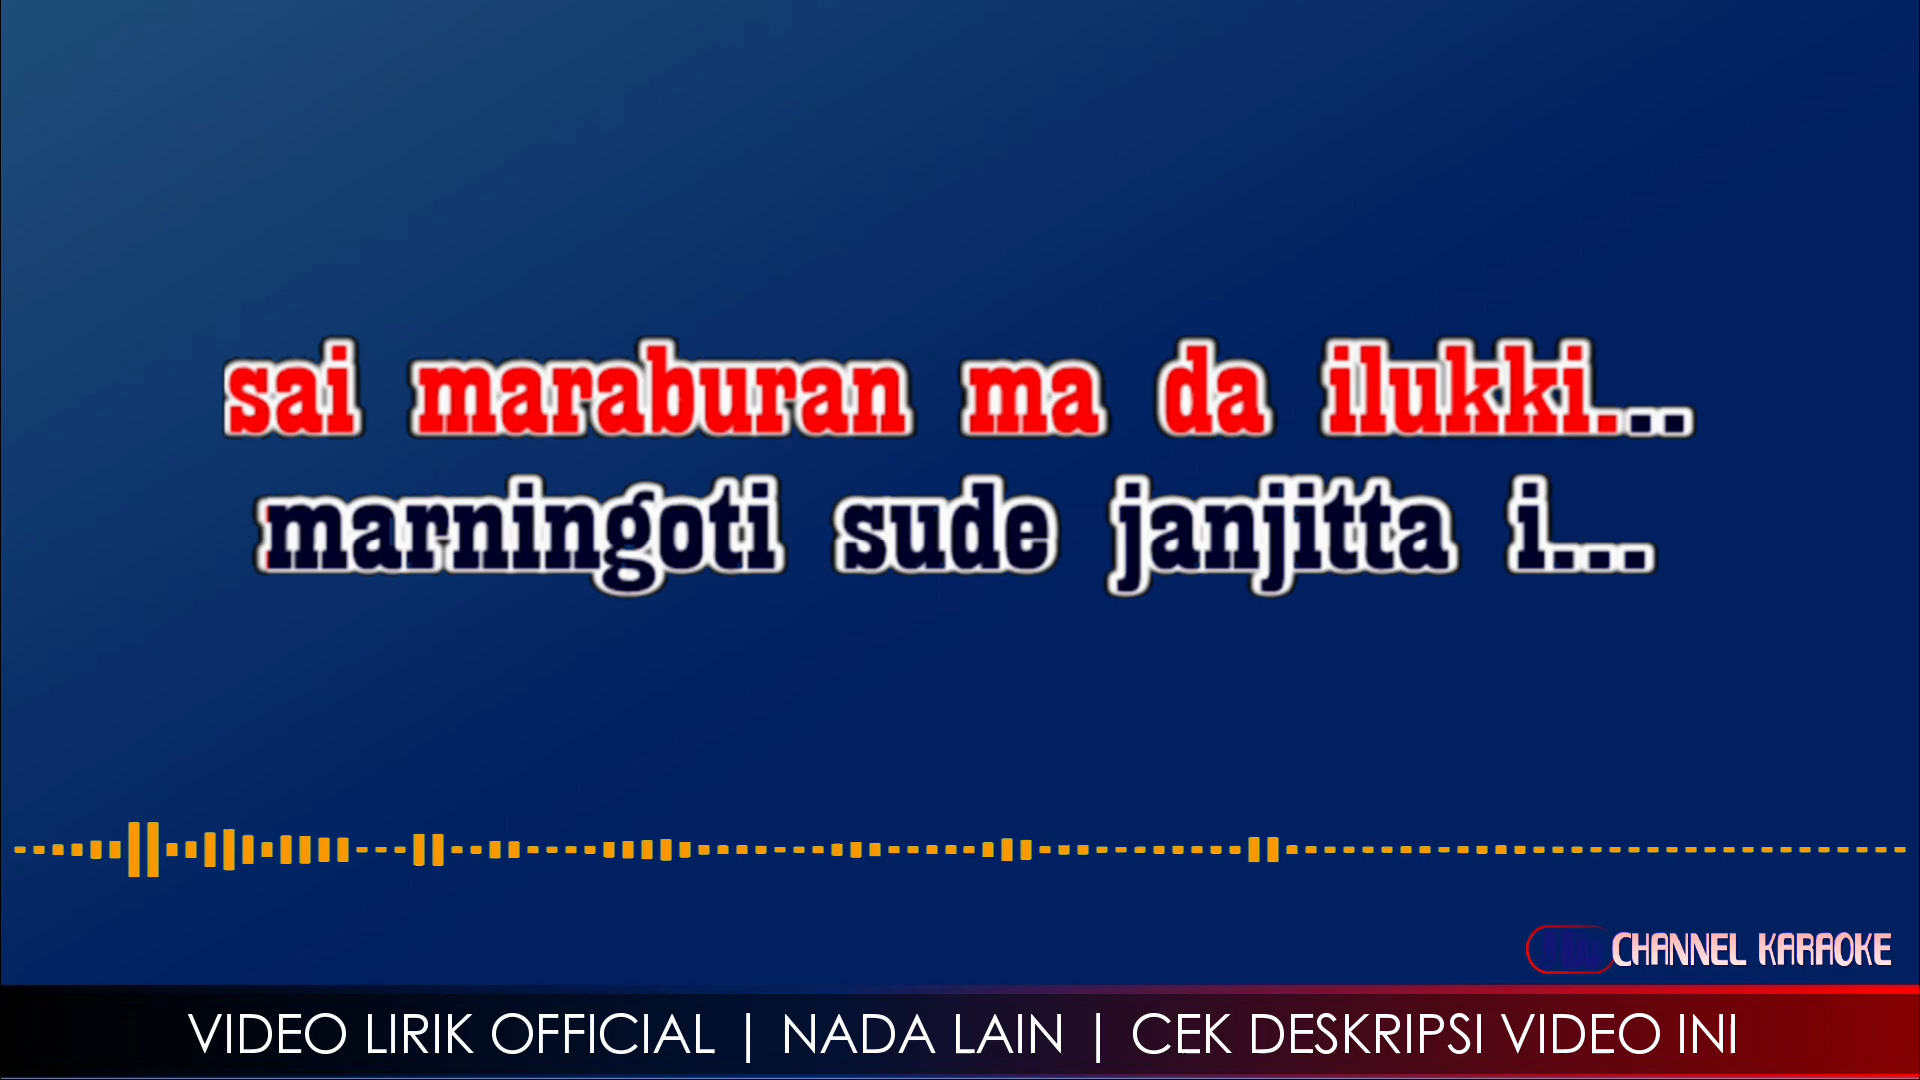 sai maraburan ma da ilukki...
marningoti sude janjitta i...
CHANNEL KARAOKE
VIDEO LIRIK OFFICIAL | NADA LAIN | CEK DESKRIPSI VIDEO INI